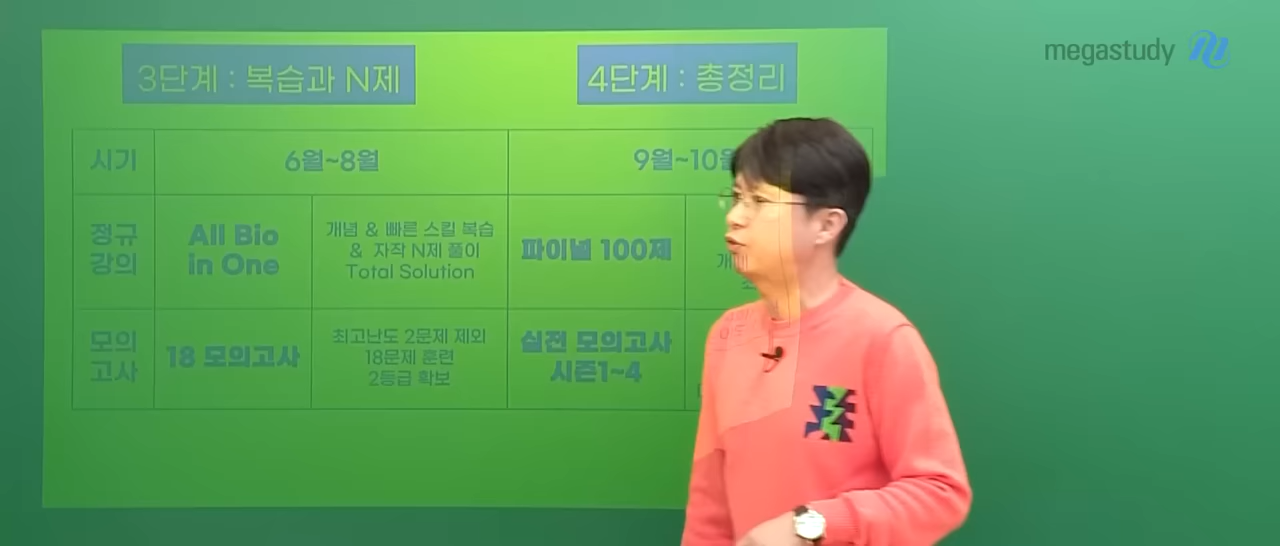 megastudy
3단계 : 복습과 N제
4단계 : 총정리
시기
6월~8월
9월~10월
정규
강의
All Bio
in One
개념 & 빠른 스킬 복습
& 자작 N제 풀이
Total Solution
파이널 100제
모의
고사
18 모의고사
최고난도 2문제 제외
18문제 훈련
2등급 확보
실전 모의고사
시즌1~4